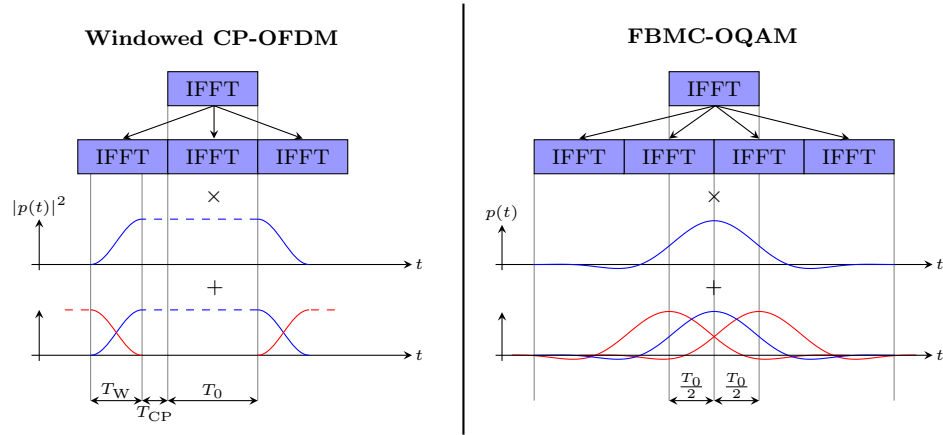 Windowed CP-OFDM
IFFT
IFFT IFFT IFFT
×
|p(t)|²
t
+
t
T_W T_CP T_0
FBMC-OQAM
IFFT
IFFT IFFT IFFT IFFT
×
p(t)
t
+
t
T_0/2 T_0/2